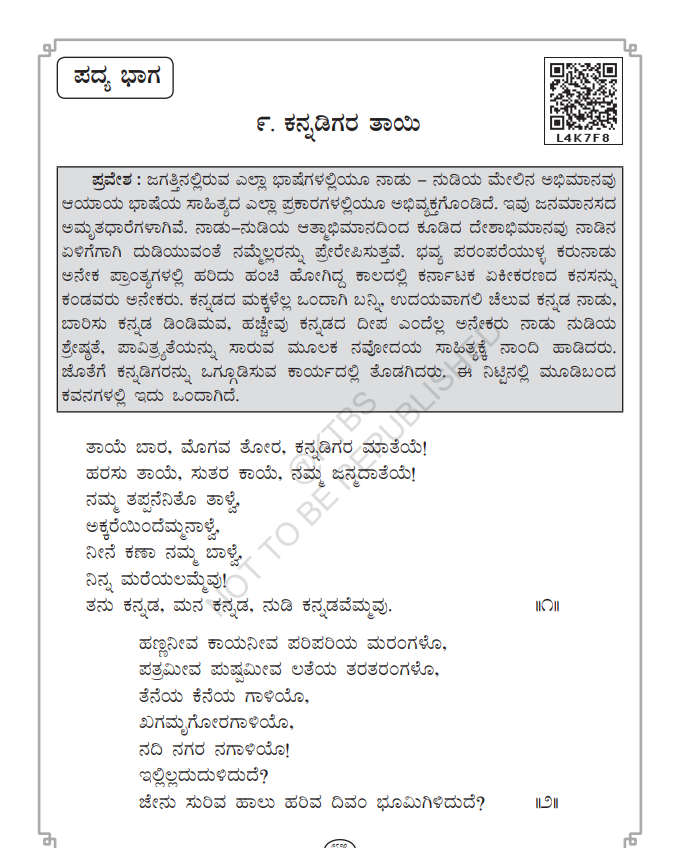 ಪದ್ಯ ಭಾಗ
L4K7F8
೯. ಕನ್ನಡಿಗರ ತಾಯಿ
ಪ್ರವೇಶ : ಜಗತ್ತಿನಲ್ಲಿರುವ ಎಲ್ಲಾ ಭಾಷೆಗಳಲ್ಲಿಯೂ ನಾಡು – ನುಡಿಯ ಮೇಲಿನ ಅಭಿಮಾನವು
ಆಯಾಯ ಭಾಷೆಯ ಸಾಹಿತ್ಯದ ಎಲ್ಲಾ ಪ್ರಕಾರಗಳಲ್ಲಿಯೂ ಅಭಿವ್ಯಕ್ತಗೊಂಡಿದೆ. ಇವು ಜನಮಾನಸದ
ಅಮೃತಧಾರೆಗಳಾಗಿವೆ. ನಾಡು–ನುಡಿಯ ಆತ್ಮಾಭಿಮಾನದಿಂದ ಕೂಡಿದ ದೇಶಾಭಿಮಾನವು ನಾಡಿನ
ಏಳಿಗೆಗಾಗಿ ದುಡಿಯುವಂತೆ ನಮ್ಮೆಲ್ಲರನ್ನು ಪ್ರೇರೇಪಿಸುತ್ತವೆ. ಭವ್ಯ ಪರಂಪರೆಯುಳ್ಳ ಕರುನಾಡು
ಅನೇಕ ಪ್ರಾಂತ್ಯಗಳಲ್ಲಿ ಹರಿದು ಹಂಚಿ ಹೋಗಿದ್ದ ಕಾಲದಲ್ಲಿ ಕರ್ನಾಟಕ ಏಕೀಕರಣದ ಕನಸನ್ನು
ಕಂಡವರು ಅನೇಕರು. ಕನ್ನಡದ ಮಕ್ಕಳೆಲ್ಲ ಒಂದಾಗಿ ಬನ್ನಿ, ಉದಯವಾಗಲಿ ಚೆಲುವ ಕನ್ನಡ ನಾಡು,
ಬಾರಿಸು ಕನ್ನಡ ಡಿಂಡಿಮವ, ಹಚ್ಚೇವು ಕನ್ನಡದ ದೀಪ ಎಂದೆಲ್ಲ ಅನೇಕರು ನಾಡು ನುಡಿಯ
ಶ್ರೇಷ್ಠತೆ, ಪಾವಿತ್ರ್ಯತೆಯನ್ನು ಸಾರುವ ಮೂಲಕ ನವೋದಯ ಸಾಹಿತ್ಯಕ್ಕೆ ನಾಂದಿ ಹಾಡಿದರು.
ಜೊತೆಗೆ ಕನ್ನಡಿಗರನ್ನು ಒಗ್ಗೂಡಿಸುವ ಕಾರ್ಯದಲ್ಲಿ ತೊಡಗಿದರು. ಈ ನಿಟ್ಟಿನಲ್ಲಿ ಮೂಡಿಬಂದ
ಕವನಗಳಲ್ಲಿ ಇದು ಒಂದಾಗಿದೆ.
@KTBS
NOT TO BE REPUBLISHED
ತಾಯೆ ಬಾರ, ಮೊಗವ ತೋರ, ಕನ್ನಡಿಗರ ಮಾತೆಯೆ!
ಹರಸು ತಾಯೆ, ಸುತರ ಕಾಯೆ, ನಮ್ಮ ಜನ್ಮದಾತೆಯೆ!
ನಮ್ಮ ತಪ್ಪನೆನಿತೊ ತಾಳ್ವೆ,
ಅಕ್ಕರೆಯಿಂದೆಮ್ಮನಾಳ್ವೆ,
ನೀನೆ ಕಣಾ ನಮ್ಮ ಬಾಳ್ವೆ,
ನಿನ್ನ ಮರೆಯಲಮ್ಮೆವು!
ತನು ಕನ್ನಡ, ಮನ ಕನ್ನಡ, ನುಡಿ ಕನ್ನಡವೆಮ್ಮವು. ॥೧॥
ಹಣ್ಣನೀವ ಕಾಯನೀವ ಪರಿಪರಿಯ ಮರಂಗಳೊ,
ಪತ್ರಮೀವ ಪುಷ್ಪಮೀವ ಲತೆಯ ತರತರಂಗಳೊ,
ತೆನೆಯ ಕೆನೆಯ ಗಾಳಿಯೊ,
ಖಗಮೃಗೋರಗಾಳಿಯೊ,
ನದಿ ನಗರ ನಗಾಳಿಯೊ!
ಇಲ್ಲಿಲ್ಲದುದುಳಿದುದೆ?
ಜೇನು ಸುರಿವ ಹಾಲು ಹರಿವ ದಿವಂ ಭೂಮಿಗಿಳಿದುದೆ? ॥೨॥